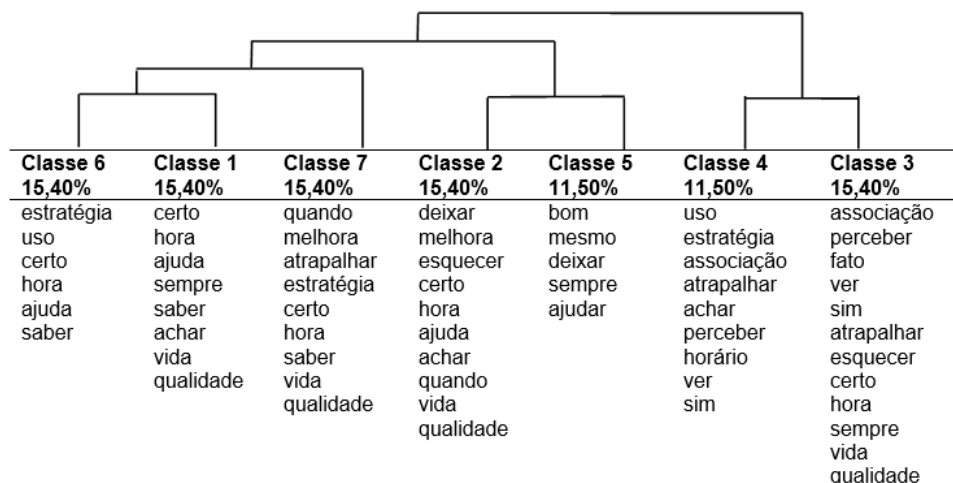 Classe 6 Classe 1 Classe 7 Classe 2 Classe 5 Classe 4 Classe 3
15,40% 15,40% 15,40% 15,40% 11,50% 11,50% 15,40%
estratégia certo quando deixar bom uso associação
uso hora melhora melhora mesmo estratégia perceber
certo ajuda atrapalhar esquecer deixar associação fato
hora sempre estratégia certo sempre atrapalhar ver
ajuda saber certo hora ajudar achar sim
saber achar hora ajuda perceber atrapalhar
vida saber achar horário esquecer
qualidade vida quando ver certo
qualidade vida sim hora
qualidade sempre
vida
qualidade